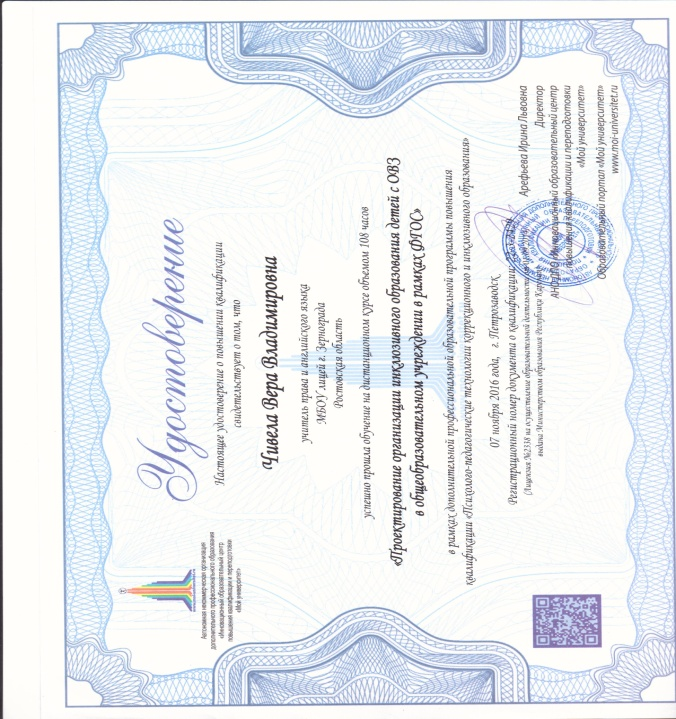 Автономная некоммерческая организация
дополнительного профессионального образования
«Инновационный образовательный центр
повышения квалификации и переподготовки
«Мой университет»
Удостоверение
Настоящее удостоверение о повышении квалификации
свидетельствует о том, что
Чивела Вера Владимировна
учитель права и английского языка
МБОУ лицей г. Зернограда
Ростовская область
успешно прошла обучение на дистанционном курсе объемом 108 часов
«Проектирование организации инклюзивного образования детей с ОВЗ
в общеобразовательном учреждении в рамках ФГОС»
в рамках дополнительной профессиональной образовательной программы повышения
квалификации «Психолого-педагогические технологии коррекционного и инклюзивного образования»
07 ноября 2016 года, г. Петрозаводск
Регистрационный номер документа о квалификации:
(Лицензия №2338 на осуществление образовательной деятельности
выдана Министерством образования Республики
Арефьева Ирина Львовна
Директор
АНО ДПО Инновационный образовательный центр
повышения квалификации и переподготовки
«Мой университет»
Образовательный портал «Мой университет»
www.moi-universitet.ru